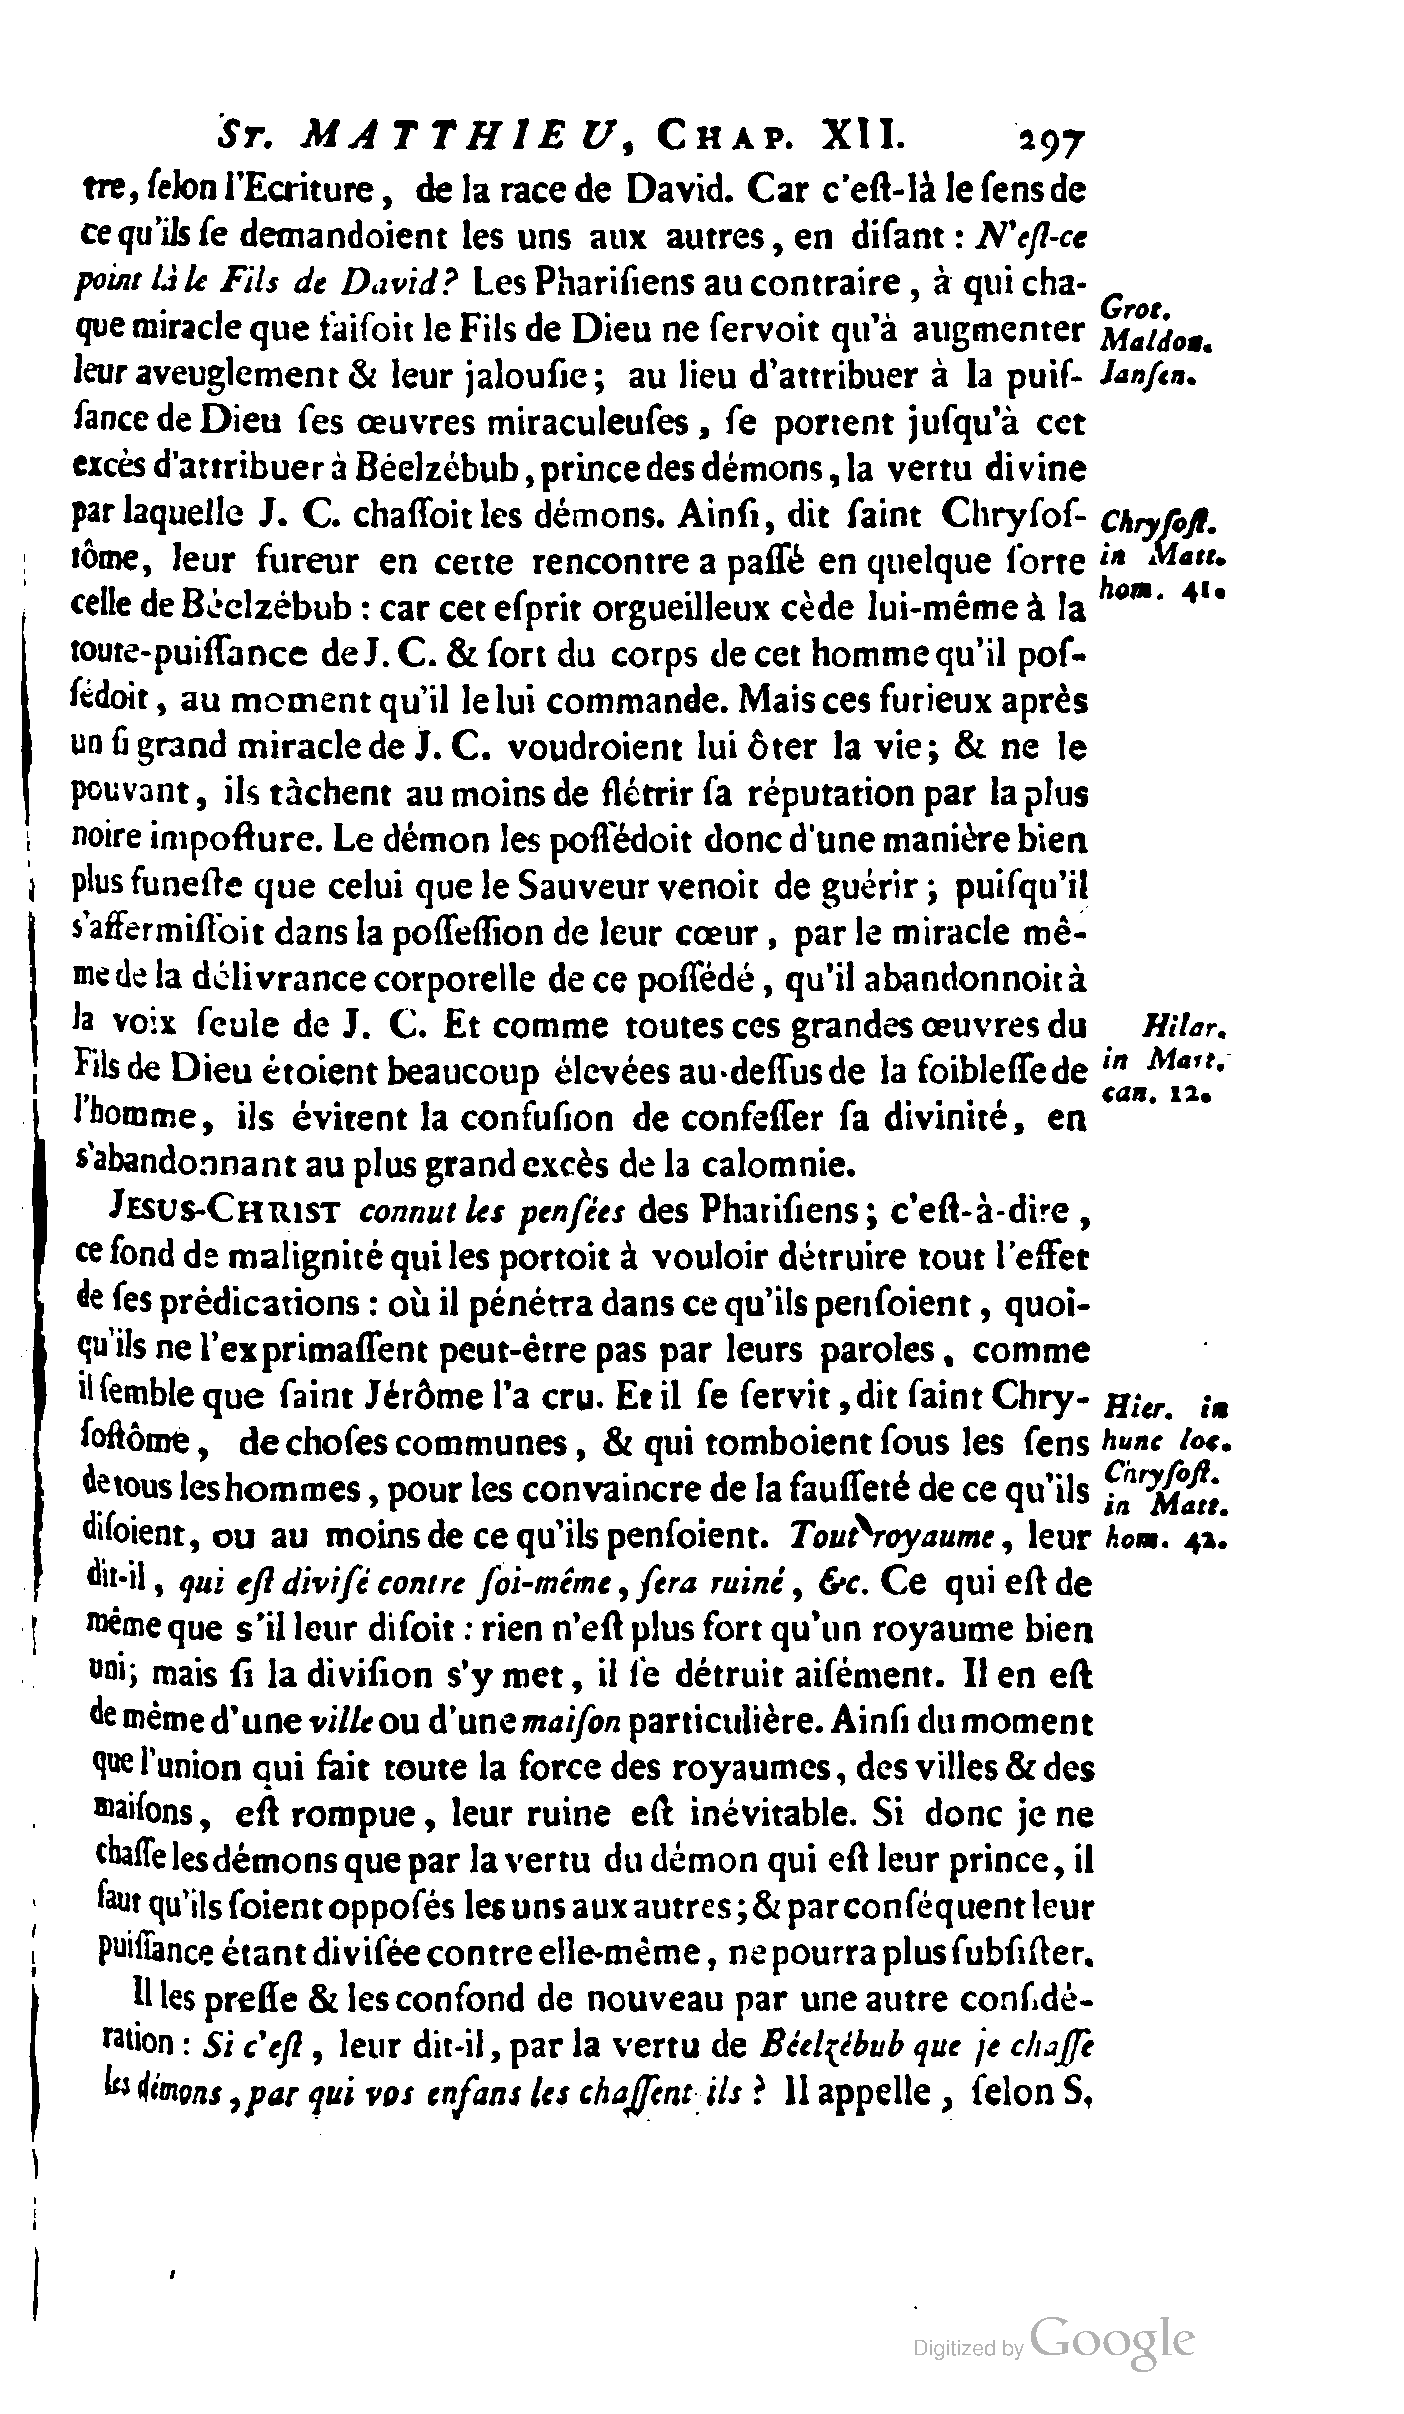 St. MATTHIEU, CHAP. XII. 297
tre, ſelon l'Ecriture, de la race de David. Car c'eſt-là le ſens de
ce qu'ils ſe demandoient les uns aux autres, en diſant : N'eſt-ce
point là le Fils de David? Les Phariſiens au contraire, à qui cha-
que miracle que faiſoit le Fils de Dieu ne ſervoit qu'à augmenter
leur aveuglement & leur jalouſie; au lieu d'attribuer à la puiſ-
ſance de Dieu ſes œuvres miraculeuſes, ſe portent juſqu'à cet
excès d'attribuer à Béelzébub, prince des démons, la vertu divine
par laquelle J. C. chaſſoit les démons. Ainſi, dit ſaint Chryſoſ-
tôme, leur fureur en cette rencontre a paſſé en quelque ſorte
celle de Béelzébub : car cet eſprit orgueilleux cède lui-même à la
toute-puiſſance de J. C. & ſort du corps de cet homme qu'il poſ-
ſédoit, au moment qu'il le lui commande. Mais ces furieux après
un ſi grand miracle de J. C. voudroient lui ôter la vie; & ne le
pouvant, ils tâchent au moins de flétrir ſa réputation par la plus
noire impoſture. Le démon les poſſédoit donc d'une manière bien
plus funeſte que celui que le Sauveur venoit de guérir; puiſqu'il
s'affermiſſoit dans la poſſeſſion de leur cœur, par le miracle mê-
me de la délivrance corporelle de ce poſſédé, qu'il abandonnoit à
la voix ſeule de J. C. Et comme toutes ces grandes œuvres du
Fils de Dieu étoient beaucoup élevées au-deſſus de la foibleſſe de
l'homme, ils évitent la confuſion de confeſſer ſa divinité, en
s'abandonnant au plus grand excès de la calomnie.
JESUS-CHRIST connut les penſées des Phariſiens; c'eſt-à-dire,
ce fond de malignité qui les portoit à vouloir détruire tout l'effet
de ſes prédications : où il pénétra dans ce qu'ils penſoient, quoi-
qu'ils ne l'exprimaſſent peut-être pas par leurs paroles, comme
il ſemble que ſaint Jérôme l'a cru. Et il ſe ſervit, dit ſaint Chry-
ſoſtôme, de choſes communes, & qui tomboient ſous les ſens
de tous les hommes, pour les convaincre de la fauſſeté de ce qu'ils
diſoient, ou au moins de ce qu'ils penſoient. Tout royaume, leur
dit-il, qui eſt diviſé contre ſoi-même, ſera ruiné, &c. Ce qui eſt de
même que s'il leur diſoit : rien n'eſt plus fort qu'un royaume bien
uni; mais ſi la diviſion s'y met, il ſe détruit aiſément. Il en eſt
de même d'une ville ou d'une maiſon particulière. Ainſi du moment
que l'union qui fait toute la force des royaumes, des villes & des
maiſons, eſt rompue, leur ruine eſt inévitable. Si donc je ne
chaſſe les démons que par la vertu du démon qui eſt leur prince, il
faut qu'ils ſoient oppoſés les uns aux autres; & par conſéquent leur
puiſſance étant diviſée contre elle-même, ne pourra plus ſubſiſter.
Il les preſſe & les confond de nouveau par une autre conſidé-
ration : Si c'eſt, leur dit-il, par la vertu de Béelzébub que je chaſſe
les démons, par qui vos enfans les chaſſent-ils ? Il appelle, ſelon S.
Grot.
Maldon.
Janſen.
Chryſoſt.
in Matt.
hom. 41.
Hilar.
in Matt.
can. 12.
Hier. in
hunc loc.
Chryſoſt.
in Matt.
hom. 42.
Digitized by Google